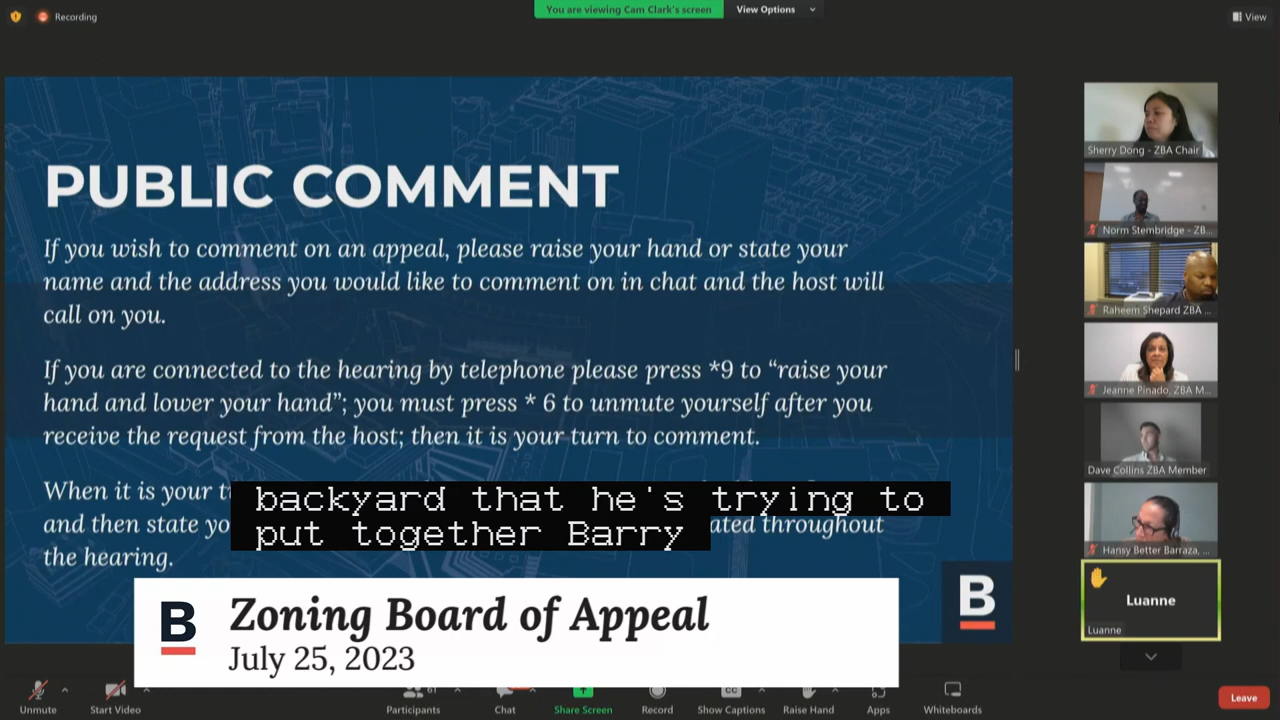 Recording
You are viewing Cam Clark's screen
View Options
View
PUBLIC COMMENT
If you wish to comment on an appeal, please raise your hand or state your
name and the address you would like to comment on in chat and the host will
call on you.
If you are connected to the hearing by telephone please press *9 to “raise your
hand and lower your hand”; you must press * 6 to unmute yourself after you
receive the request from the host; then it is your turn to comment.
When it is your
and then state ated throughout
the hearing.
backyard that he's trying to
put together Barry
B
B
Zoning Board of Appeal
July 25, 2023
Sherry Dong - ZBA Chair
Norm Stembridge - ZB...
Raheem Shepard ZBA ...
Jeanne Pinado, ZBA M...
Dave Collins ZBA Member
Hansy Better Barraza, ...
Luanne
Luanne
Unmute
Start Video
Participants
Chat
Share Screen
Record
CC
Show Captions
Raise Hand
Apps
Whiteboards
Leave